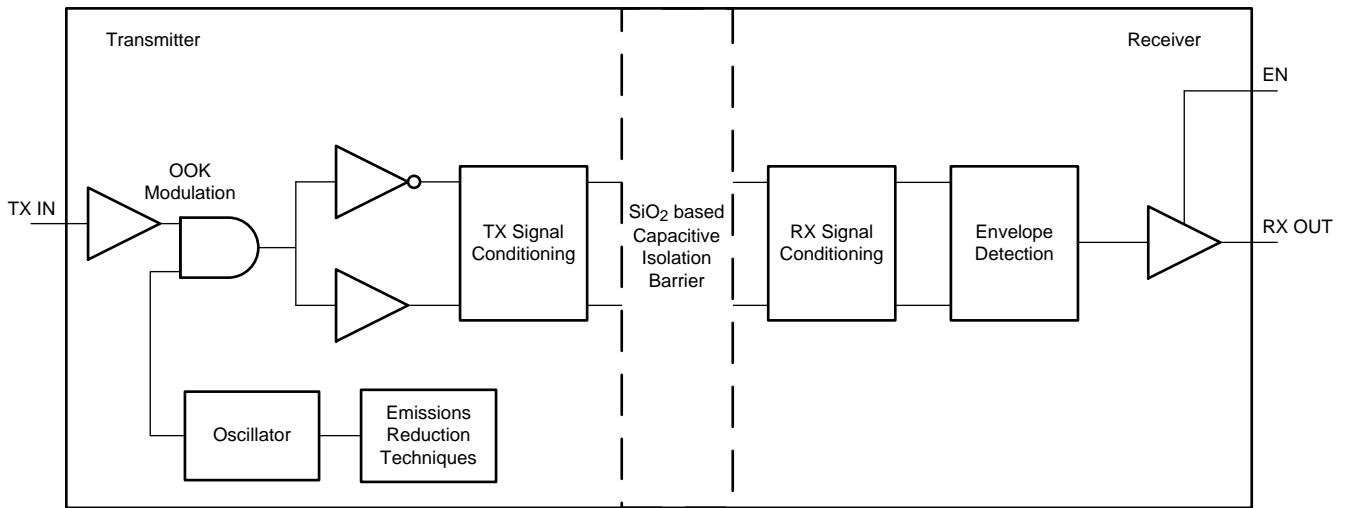 Transmitter
Receiver
EN
OOK
Modulation
TX IN
TX Signal
Conditioning
SiO2 based
Capacitive
Isolation
Barrier
RX Signal
Conditioning
Envelope
Detection
RX OUT
Oscillator
Emissions
Reduction
Techniques